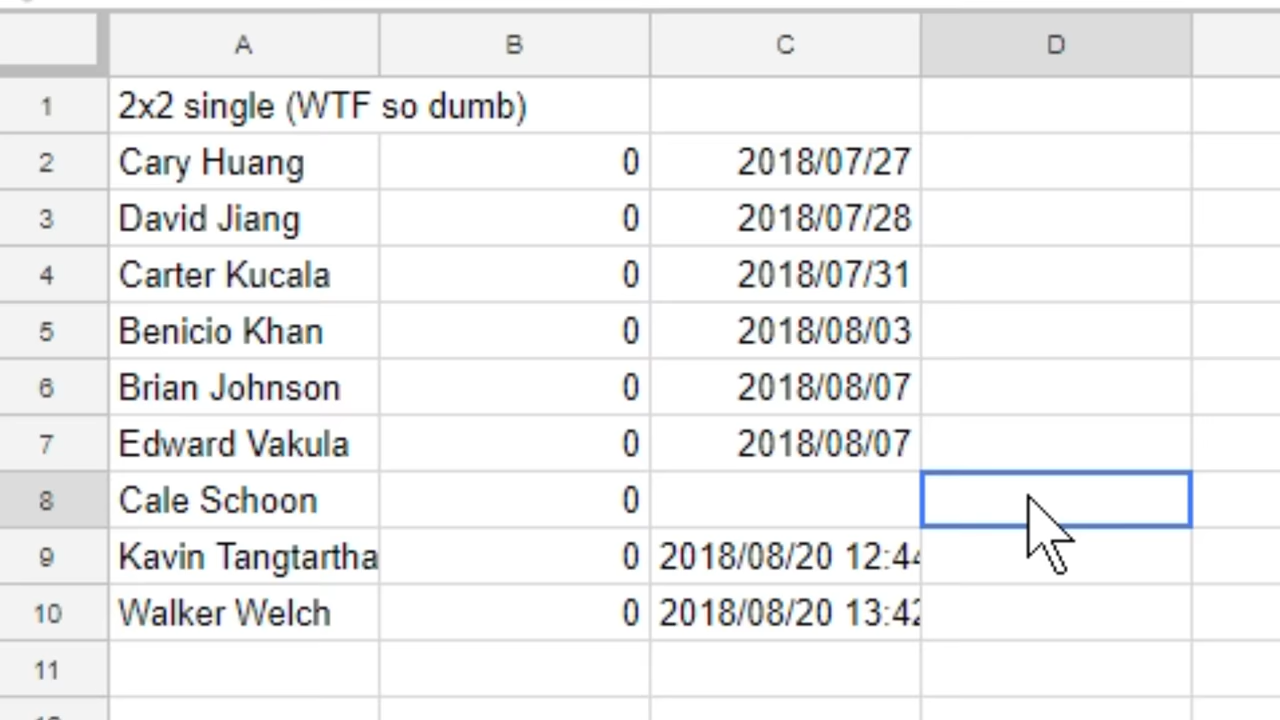 A B C D
1 2x2 single (WTF so dumb)
2 Cary Huang 0 2018/07/27
3 David Jiang 0 2018/07/28
4 Carter Kucala 0 2018/07/31
5 Benicio Khan 0 2018/08/03
6 Brian Johnson 0 2018/08/07
7 Edward Vakula 0 2018/08/07
8 Cale Schoon 0
9 Kavin Tangtartha 0 2018/08/20 12:44
10 Walker Welch 0 2018/08/20 13:42
11